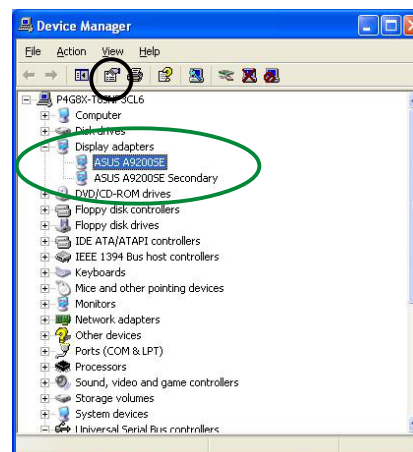 Device Manager
File Action View Help
Computer
Disk drives
Display adapters
ASUS A9200SE
ASUS A9200SE Secondary
DVD/CD-ROM drives
Floppy disk controllers
Floppy disk drives
IDE ATA/ATAPI controllers
IEEE 1394 Bus host controllers
Keyboards
Mice and other pointing devices
Monitors
Network adapters
Other devices
Ports (COM & LPT)
Processors
Sound, video and game controllers
Storage volumes
System devices
Universal Serial Bus controllers